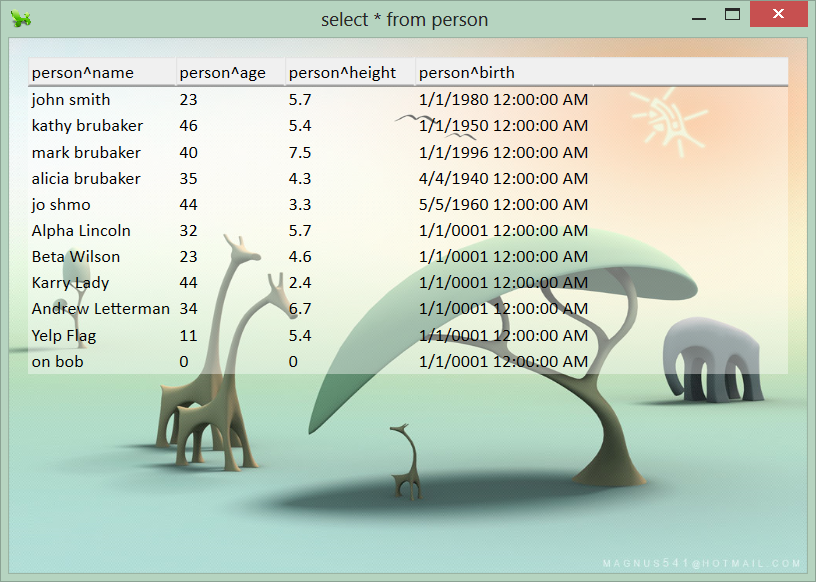 select * from person
person^name person^age person^height person^birth
john smith 23 5.7 1/1/1980 12:00:00 AM
kathy brubaker 46 5.4 1/1/1950 12:00:00 AM
mark brubaker 40 7.5 1/1/1996 12:00:00 AM
alicia brubaker 35 4.3 4/4/1940 12:00:00 AM
jo shmo 44 3.3 5/5/1960 12:00:00 AM
Alpha Lincoln 32 5.7 1/1/0001 12:00:00 AM
Beta Wilson 23 4.6 1/1/0001 12:00:00 AM
Karry Lady 44 2.4 1/1/0001 12:00:00 AM
Andrew Letterman 34 6.7 1/1/0001 12:00:00 AM
Yelp Flag 11 5.4 1/1/0001 12:00:00 AM
on bob 0 0 1/1/0001 12:00:00 AM
MAGNUS541@HOTMAIL.COM